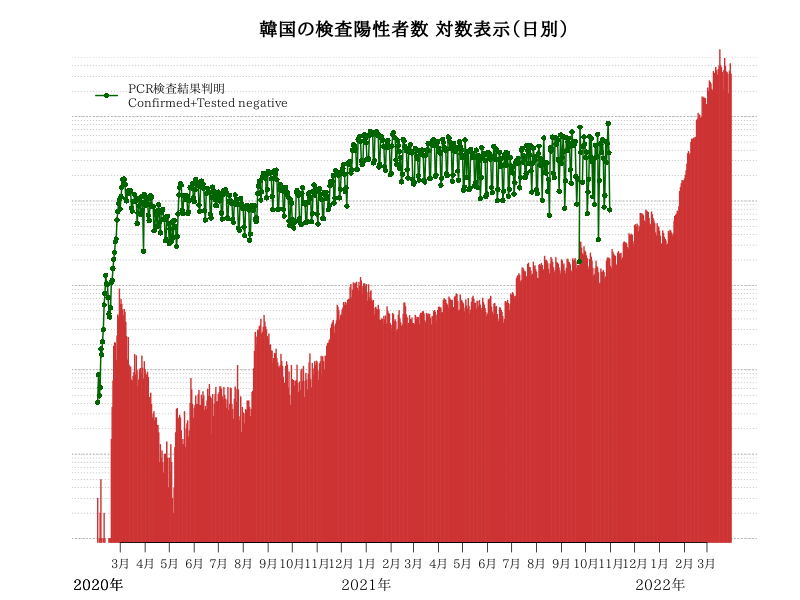 韓国の検査陽性者数 対数表示（日別）
PCR検査結果判明
Confirmed+Tested negative
3月 4月 5月 6月 7月 8月 9月 10月 11月 12月 1月 2月 3月 4月 5月 6月 7月 8月 9月 10月 11月 12月 1月 2月 3月
2020年 2021年 2022年